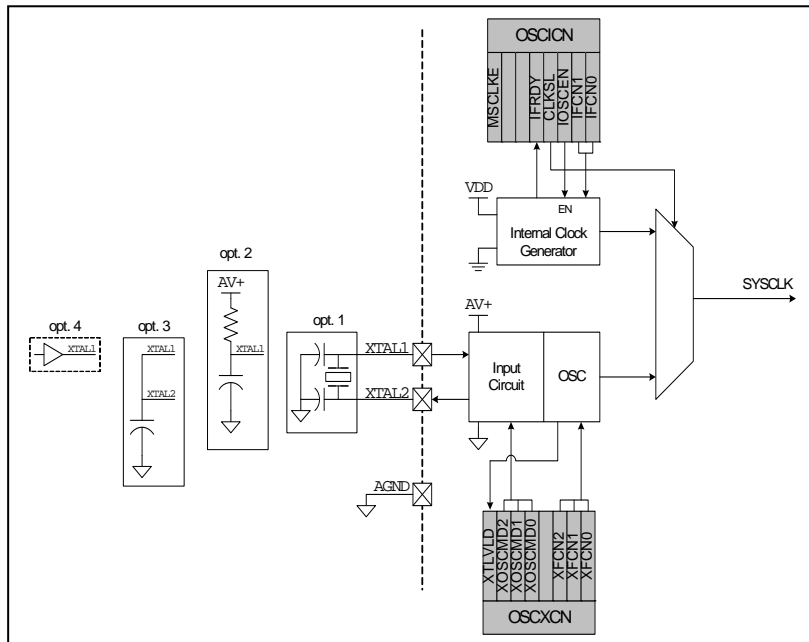 OSCICN
MSCLKE
IFRDY
CLKSL
IOSCEN
IFCN1
IFCN0
VDD
EN
Internal Clock
Generator
opt. 2
AV+
XTAL1
opt. 4
XTAL1
opt. 3
XTAL1
XTAL2
opt. 1
XTAL1
XTAL2
AV+
Input
Circuit
OSC
SYSCLK
AGND
XTLVLD
XOSCMD2
XOSCMD1
XOSCMD0
XFCN2
XFCN1
XFCN0
OSCXCN